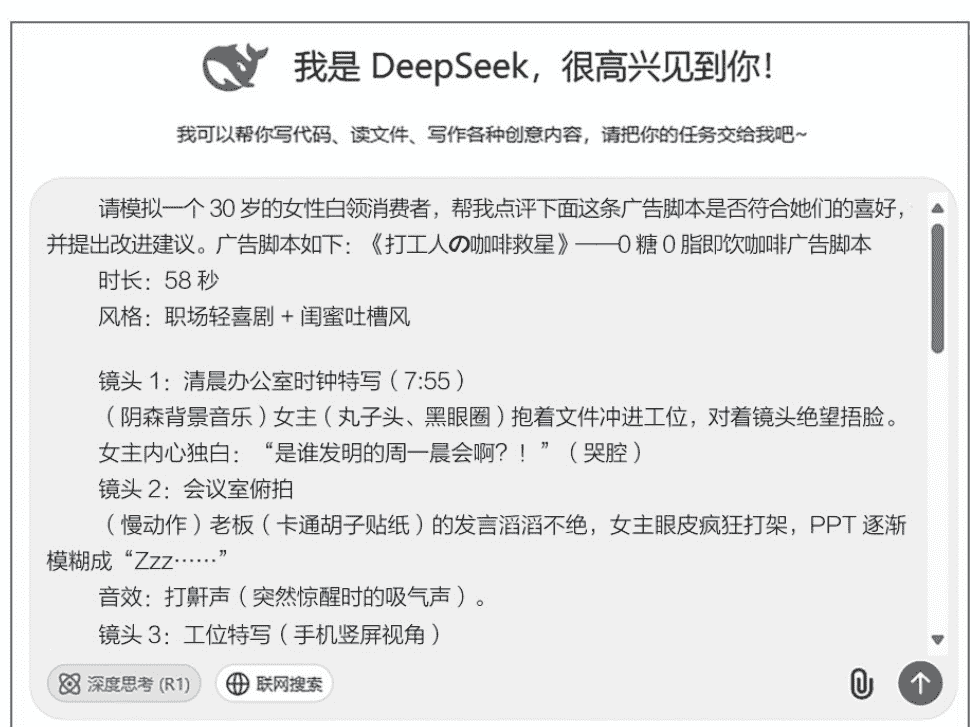 我是 DeepSeek，很高兴见到你！
我可以帮你写代码、读文件、写作各种创意内容，请把你的任务交给我吧~
请模拟一个 30 岁的女性白领消费者，帮我点评下面这条广告脚本是否符合她们的喜好，
并提出改进建议。广告脚本如下：《打工人の咖啡救星》——0 糖 0 脂即饮咖啡广告脚本
时长：58 秒
风格：职场轻喜剧 + 闺蜜吐槽风
镜头 1：清晨办公室时钟特写（7:55）
（阴森背景音乐）女主（丸子头、黑眼圈）抱着文件冲进工位，对着镜头绝望捂脸。
女主内心独白：“是谁发明的周一晨会啊？！”（哭腔）
镜头 2：会议室俯拍
（慢动作）老板（卡通胡子贴纸）的发言滔滔不绝，女主眼皮疯狂打架，PPT 逐渐
模糊成“Zzz……”
音效：打鼾声（突然惊醒时的吸气声）。
镜头 3：工位特写（手机竖屏视角）
深度思考 (R1)
联网搜索